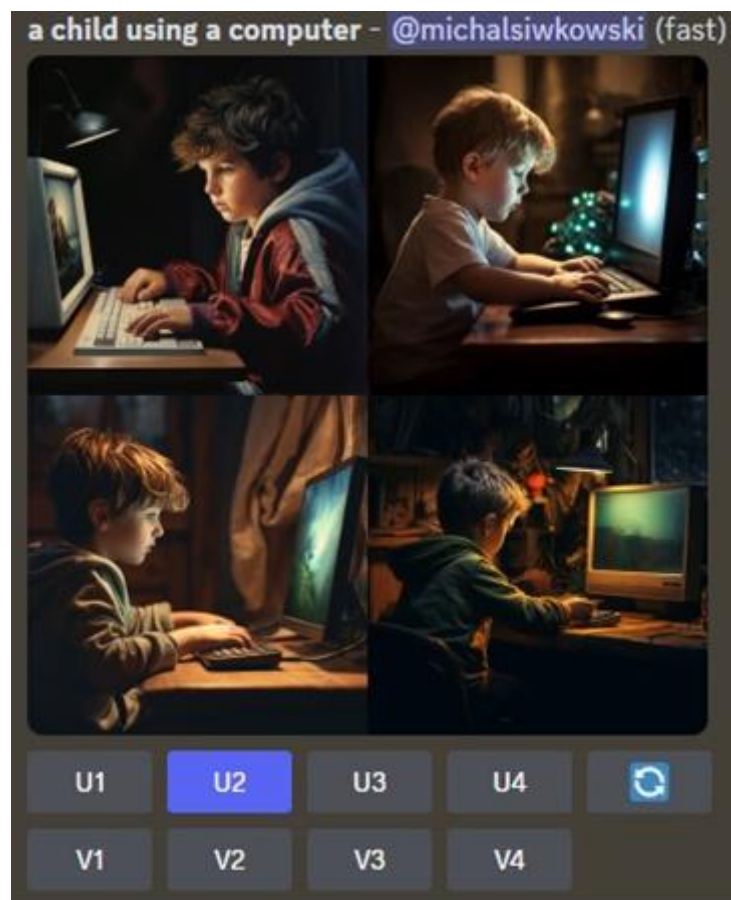 a child using a computer - @michalsiwkowski (fast)
U1 U2 U3 U4
V1 V2 V3 V4